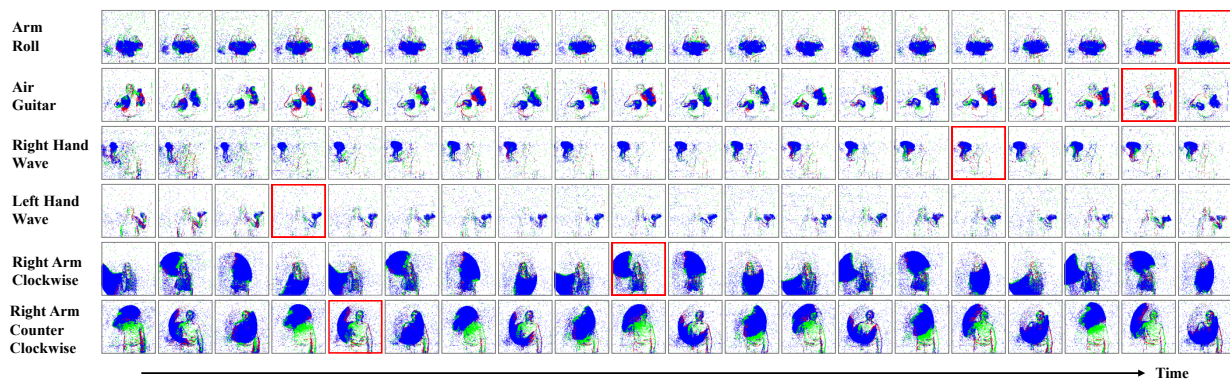 Arm
Roll
Air
Guitar
Right Hand
Wave
Left Hand
Wave
Right Arm
Clockwise
Right Arm
Counter
Clockwise
Time